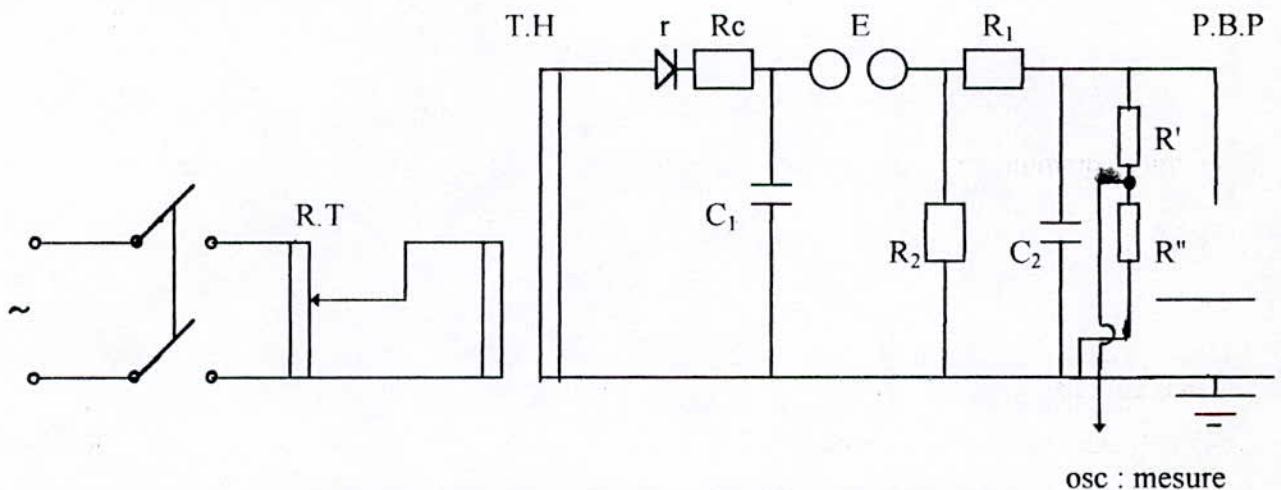 T.H r Rc E R₁ P.B.P
R'
R.T
C₁ R₂ C₂ R"
~
osc : mesure